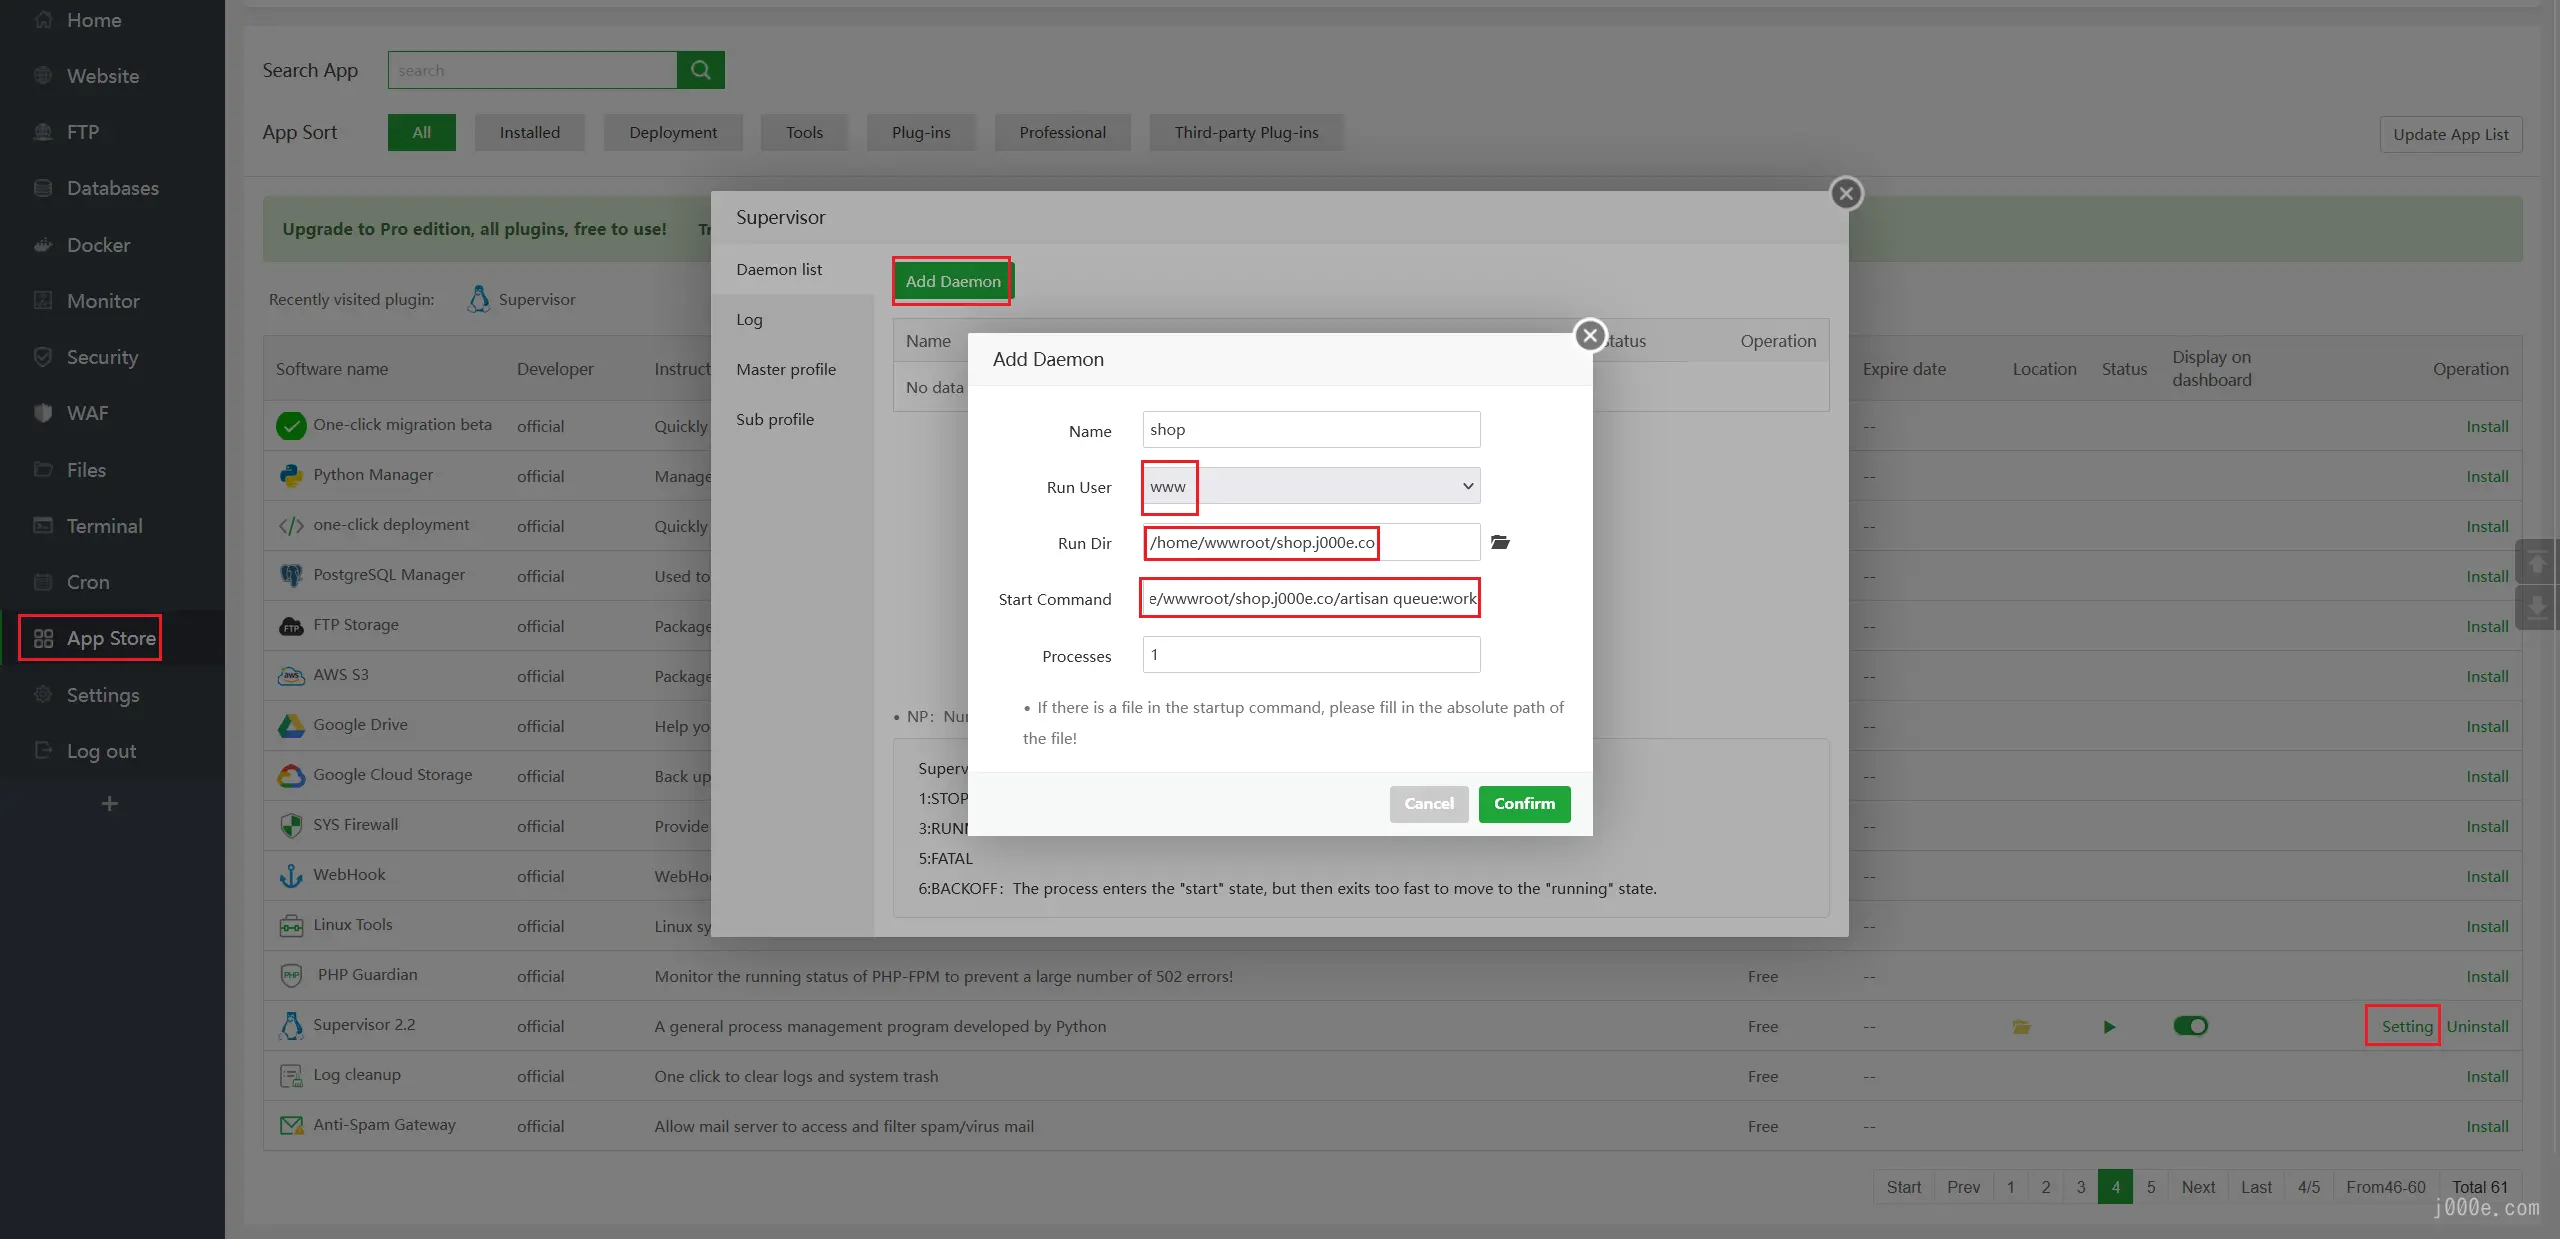 Home
Website
FTP
Databases
Docker
Monitor
Security
WAF
Files
Terminal
Cron
App Store
Settings
Log out
Search App
search
App Sort
All
Installed
Deployment
Tools
Plug-ins
Professional
Third-party Plug-ins
Update App List
Upgrade to Pro edition, all plugins, free to use!
Recently visited plugin:
Supervisor
Software name
Developer
Instruct
Expire date
Location
Status
Display on
dashboard
Operation
One-click migration beta official Quickly -- Install
Python Manager official Manage -- Install
one-click deployment official Quickly -- Install
PostgreSQL Manager official Used to -- Install
FTP Storage official Package -- Install
AWS S3 official Package -- Install
Google Drive official Help yo -- Install
Google Cloud Storage official Back up -- Install
SYS Firewall official Provide -- Install
WebHook official WebHo -- Install
Linux Tools official Linux sy -- Install
PHP Guardian official Monitor the running status of PHP-FPM to prevent a large number of 502 errors! Free -- Install
Supervisor 2.2 official A general process management program developed by Python Free -- Setting Uninstall
Log cleanup official One click to clear logs and system trash Free -- Install
Anti-Spam Gateway official Allow mail server to access and filter spam/virus mail Free -- Install
Start Prev 1 2 3 4 5 Next Last 4/5 From46-60 Total 61
Supervisor
Daemon list
Log
Master profile
Sub profile
Add Daemon
Name
tatus
Operation
No data
• NP: Nu
Superv
1:STOP
3:RUN
5:FATAL
6:BACKOFF: The process enters the "start" state, but then exits too fast to move to the "running" state.
Add Daemon
Name shop
Run User www
Run Dir /home/wwwroot/shop.j000e.co
Start Command e/wwwroot/shop.j000e.co/artisan queue:work
Processes 1
• If there is a file in the startup command, please fill in the absolute path of
the file!
Cancel
Confirm
j000e.com